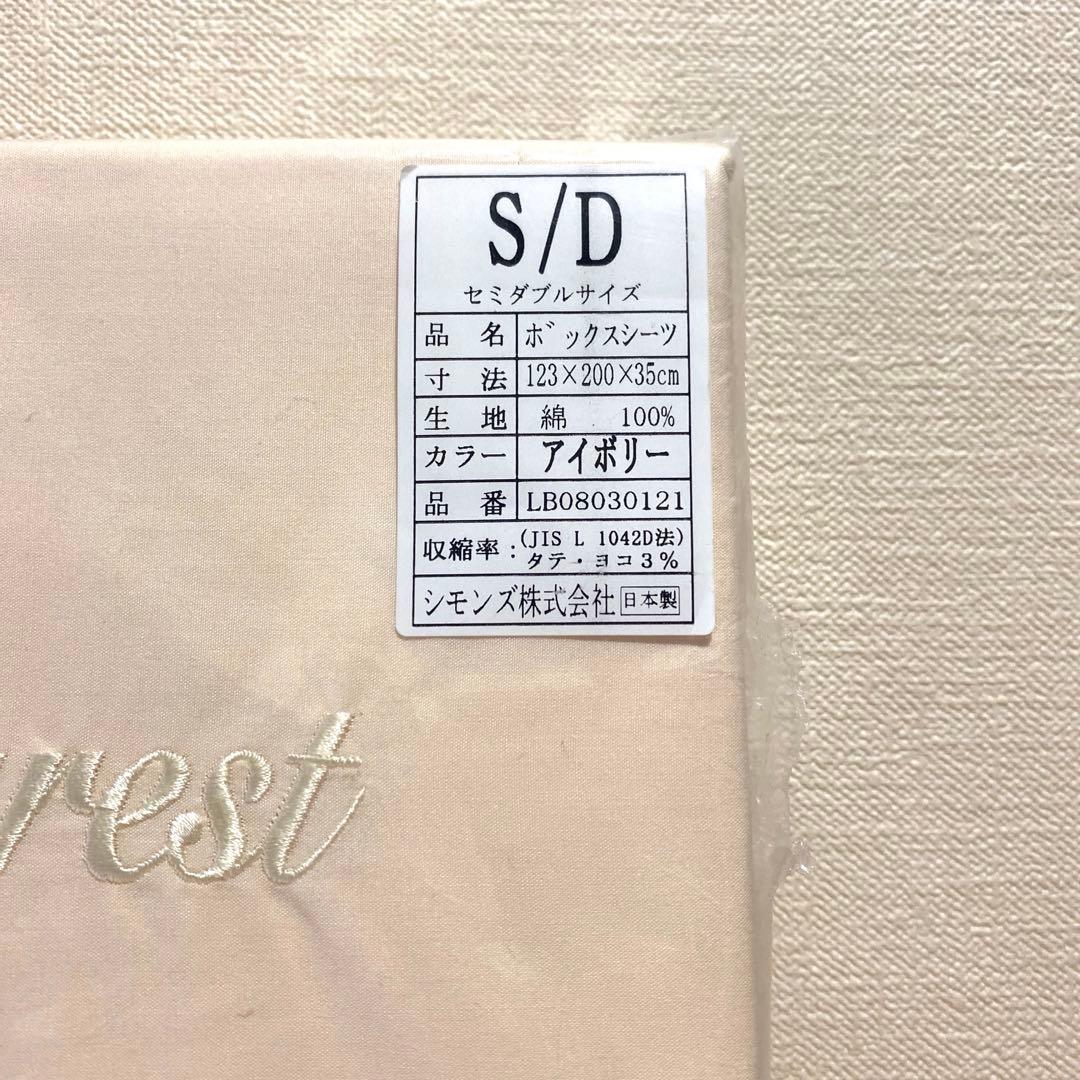 S/D
セミダブルサイズ
品名 ボックスシーツ
寸法 123×200×35cm
生地 綿 100%
カラー アイボリー
品番 LB08030121
収縮率：(JIS L 1042D法)
タテ・ヨコ3%
シモンズ株式会社 日本製
rest